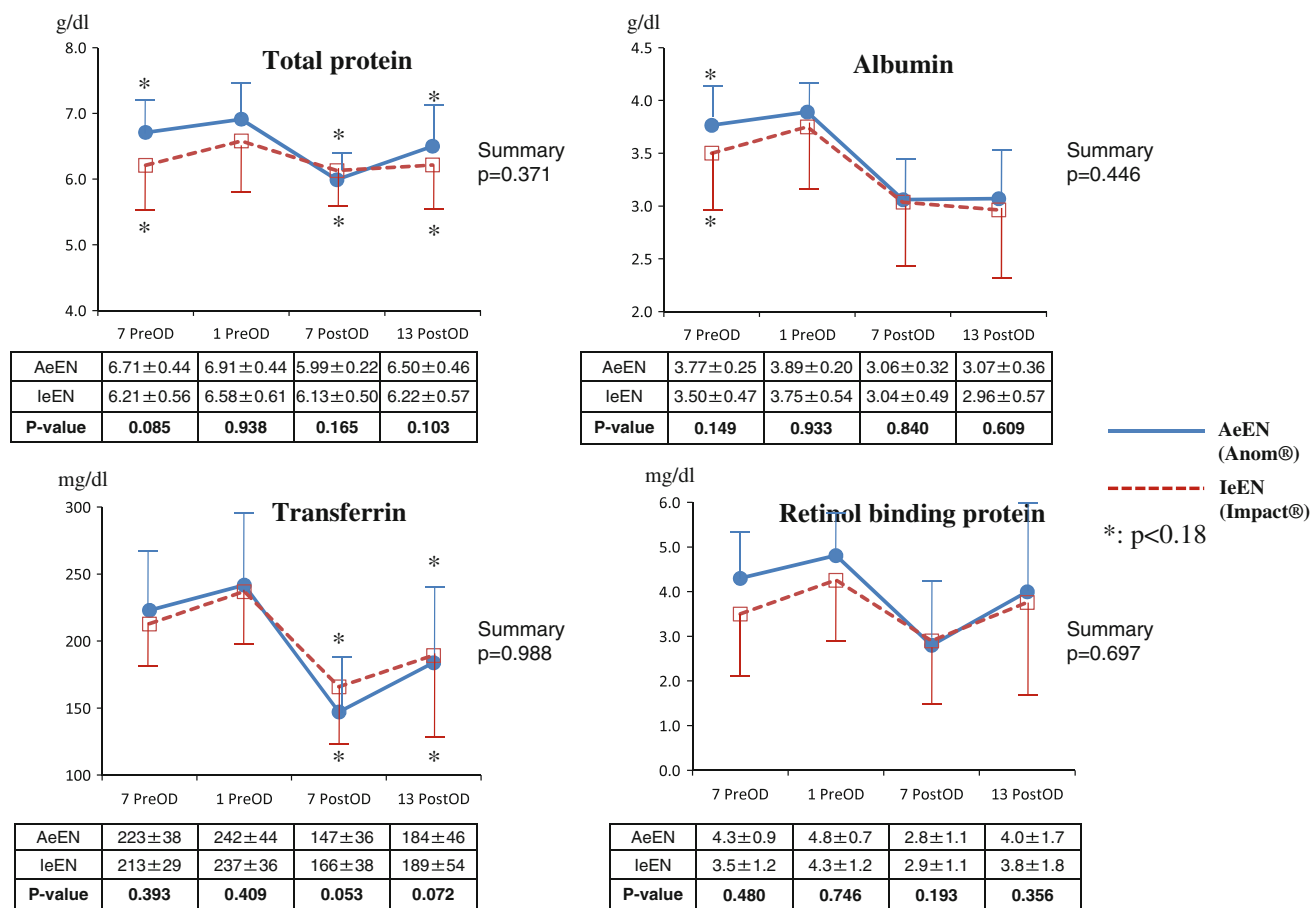 g/dl
Total protein
8.0
7.0
6.0
5.0
4.0
*
*
*
*
*
*
Summary
p=0.371
7 PreOD 1 PreOD 7 PostOD 13 PostOD
AeEN 6.71±0.44 6.91±0.44 5.99±0.22 6.50±0.46
IeEN 6.21±0.56 6.58±0.61 6.13±0.50 6.22±0.57
P-value 0.085 0.938 0.165 0.103
g/dl
Albumin
4.5
4.0
3.5
3.0
2.5
2.0
*
*
Summary
p=0.446
7 PreOD 1 PreOD 7 PostOD 13 PostOD
AeEN 3.77±0.25 3.89±0.20 3.06±0.32 3.07±0.36
IeEN 3.50±0.47 3.75±0.54 3.04±0.49 2.96±0.57
P-value 0.149 0.933 0.840 0.609
AeEN
(Anom®)
IeEN
(Impact®)
*: p<0.18
mg/dl
Transferrin
300
250
200
150
100
*
*
*
*
Summary
p=0.988
7 PreOD 1 PreOD 7 PostOD 13 PostOD
AeEN 223±38 242±44 147±36 184±46
IeEN 213±29 237±36 166±38 189±54
P-value 0.393 0.409 0.053 0.072
mg/dl
Retinol binding protein
6.0
5.0
4.0
3.0
2.0
1.0
0.0
Summary
p=0.697
7 PreOD 1 PreOD 7 PostOD 13 PostOD
AeEN 4.3±0.9 4.8±0.7 2.8±1.1 4.0±1.7
IeEN 3.5±1.2 4.3±1.2 2.9±1.1 3.8±1.8
P-value 0.480 0.746 0.193 0.356